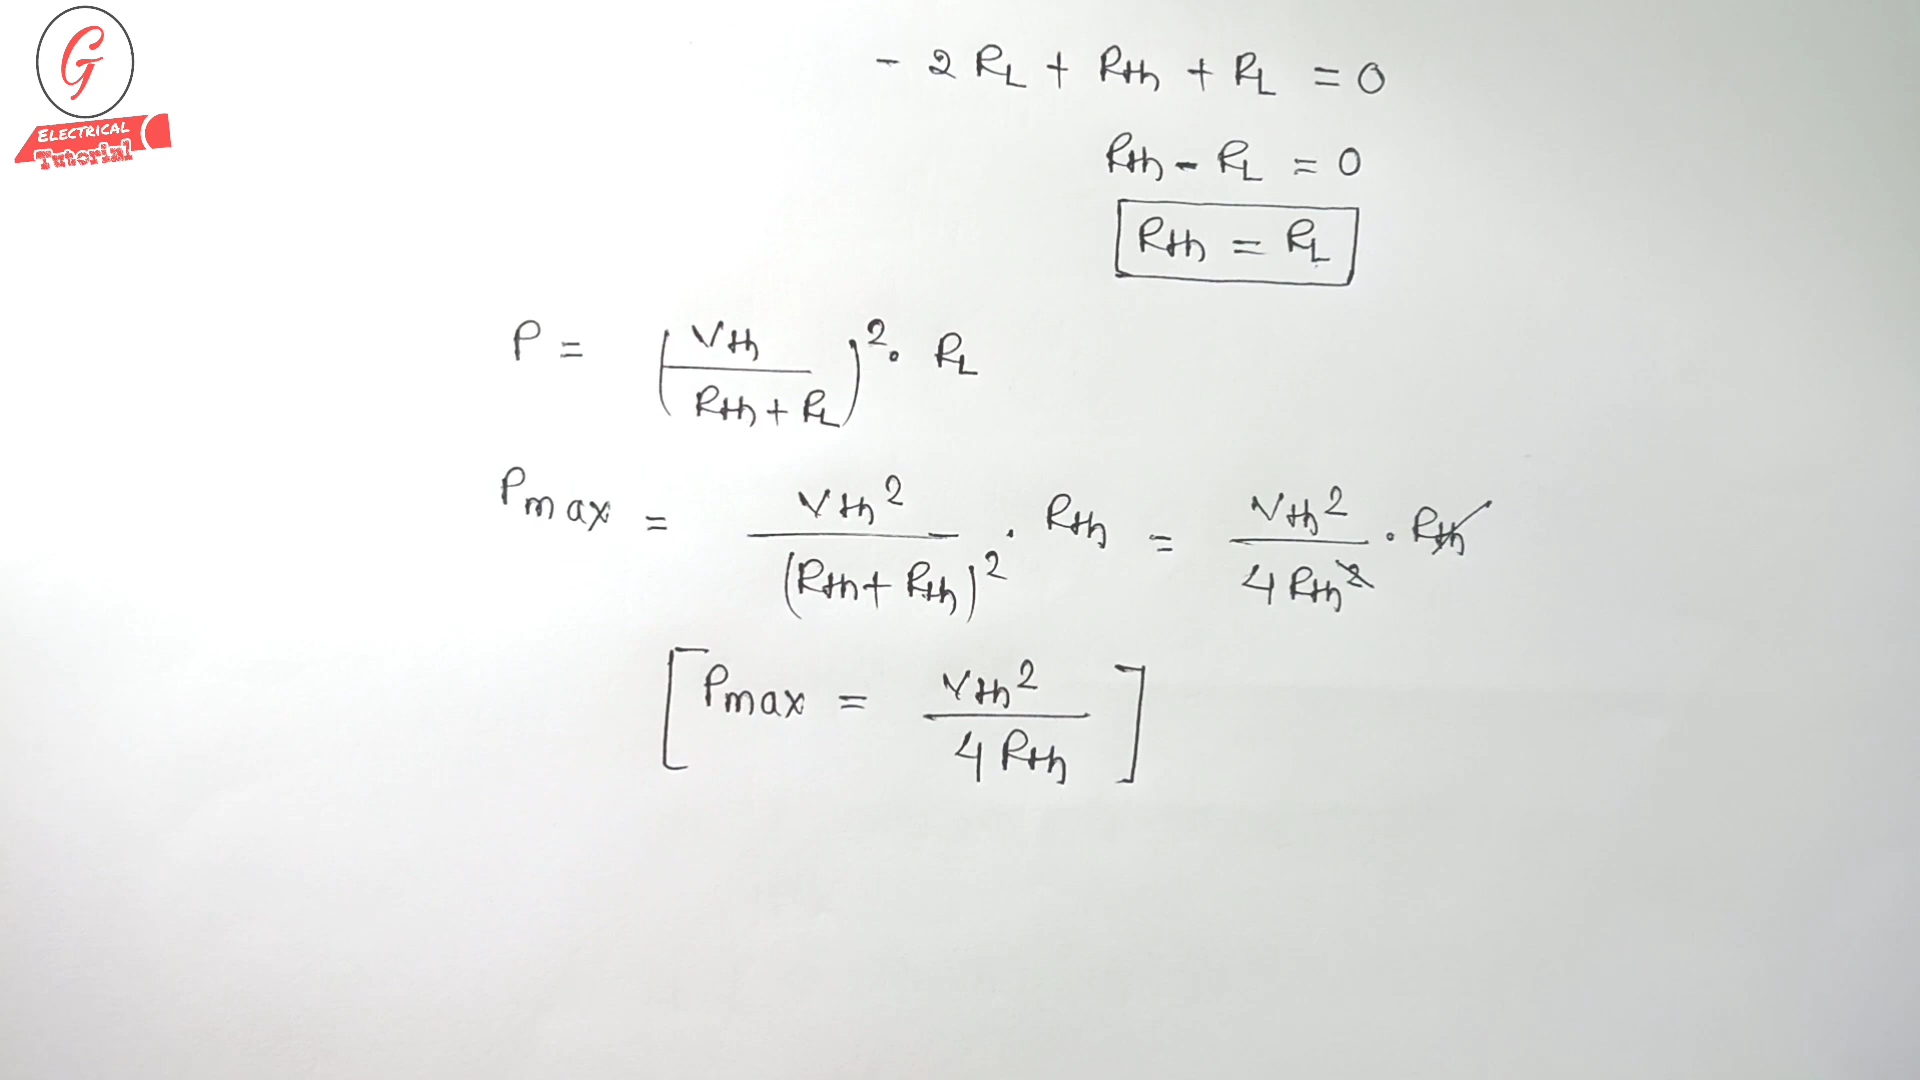 G
ELECTRICAL
Tutorial
- 2 RL + Rth + RL = 0
Rth - RL = 0
Rth = RL
P = (Vth / (Rth + RL))². RL
Pmax = Vth² / (Rth + Rth)² . Rth = Vth² / 4 Rth² . Rth
[Pmax = Vth² / 4 Rth]